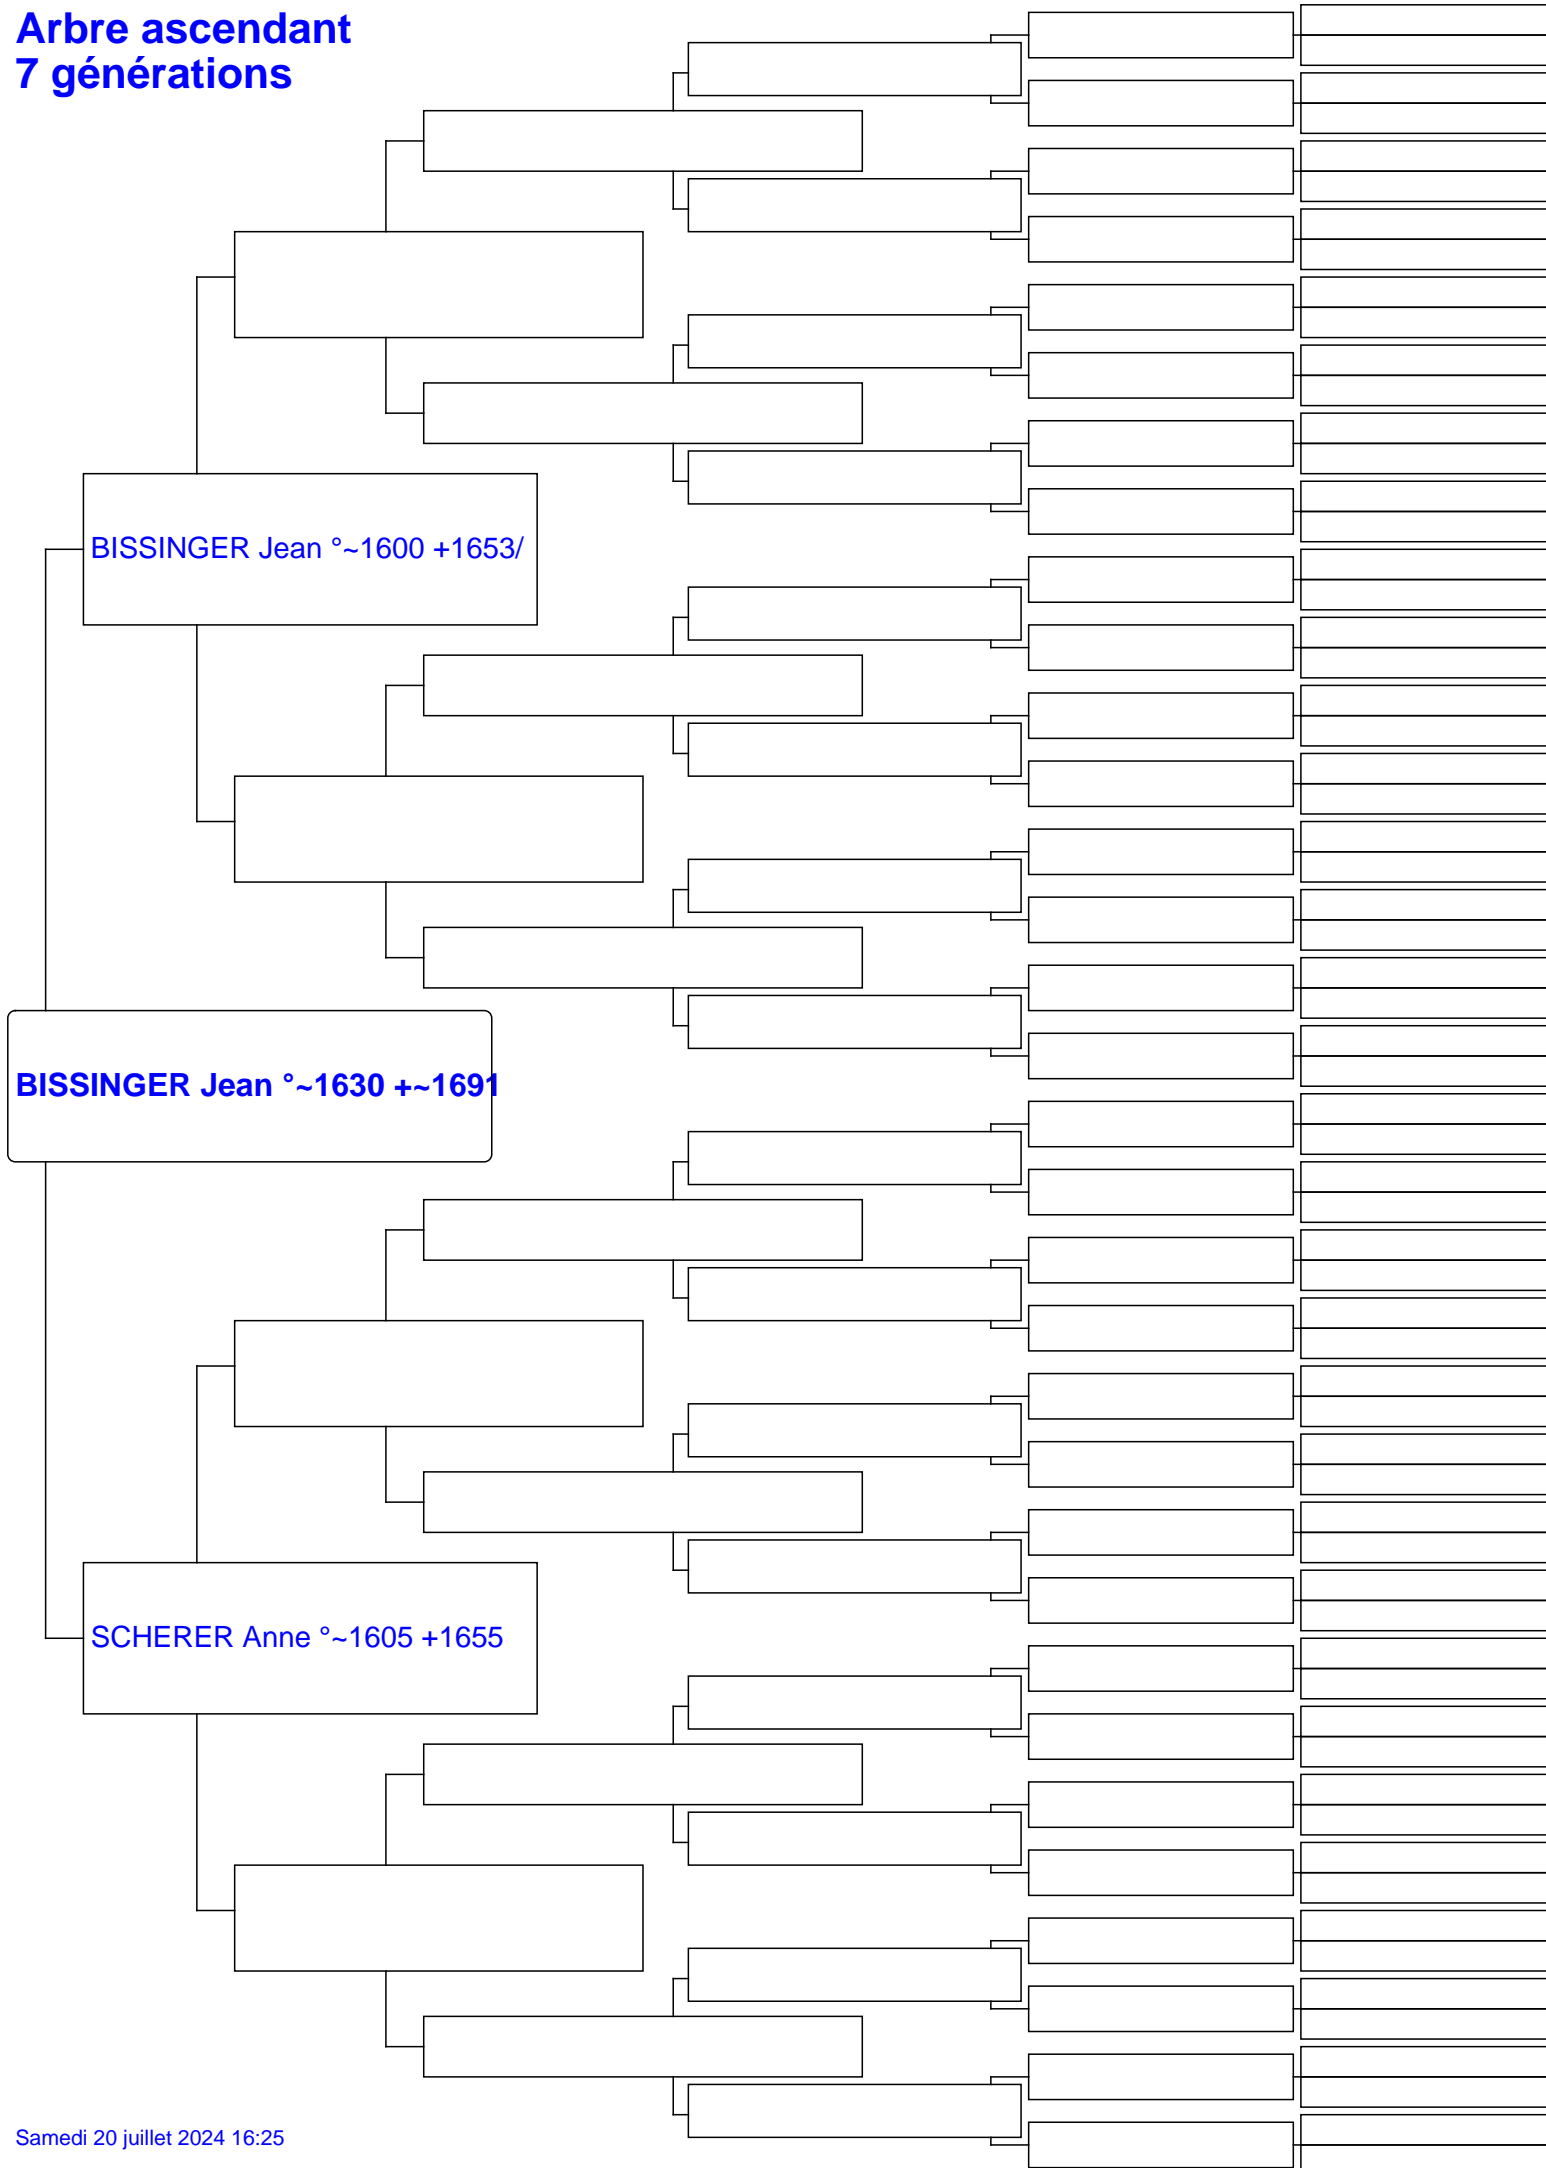 Arbre ascendant
7 générations
BISSINGER Jean °~1600 +1653/
BISSINGER Jean °~1630 +~1691
SCHERER Anne °~1605 +1655
Samedi 20 juillet 2024 16:25